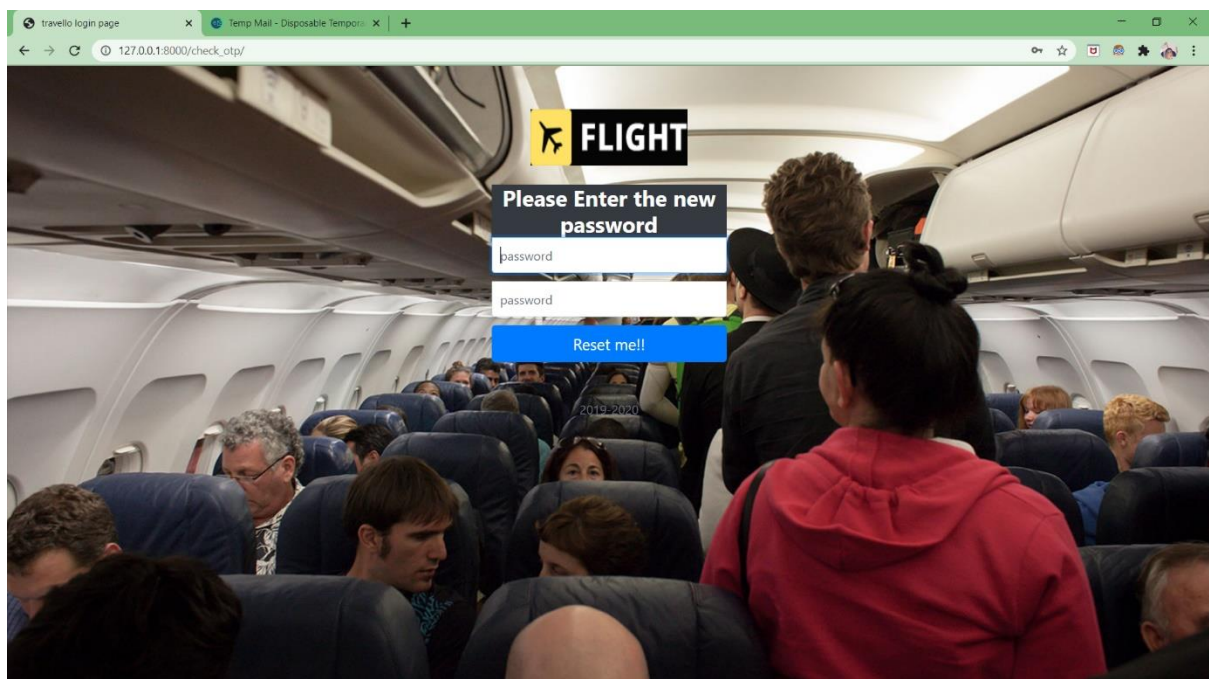 travello login page
Temp Mail - Disposable Tempora
127.0.0.1:8000/check_otp/
FLIGHT
Please Enter the new
password
password
password
Reset me!!
2019-2020